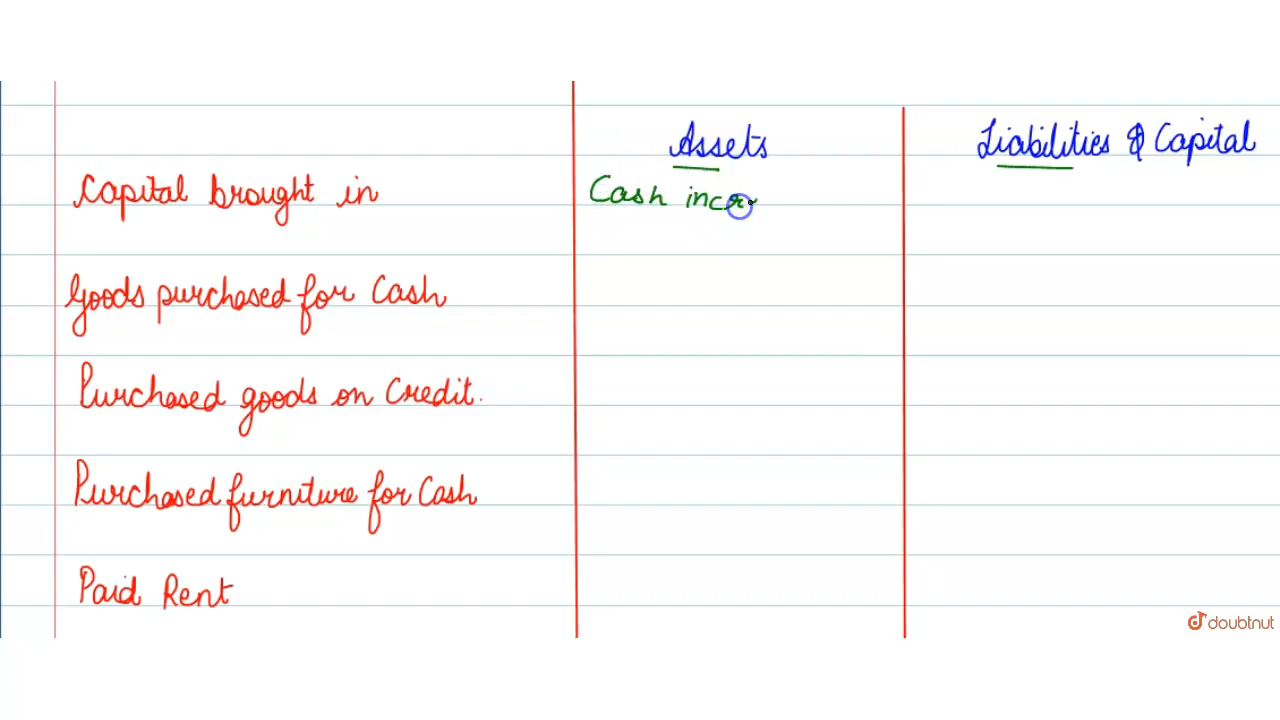 Assets
Liabilities & Capital
Capital brought in
Cash incr
Goods purchased for Cash
Purchased goods on Credit.
Purchased furniture for Cash
Paid Rent
doubtnut